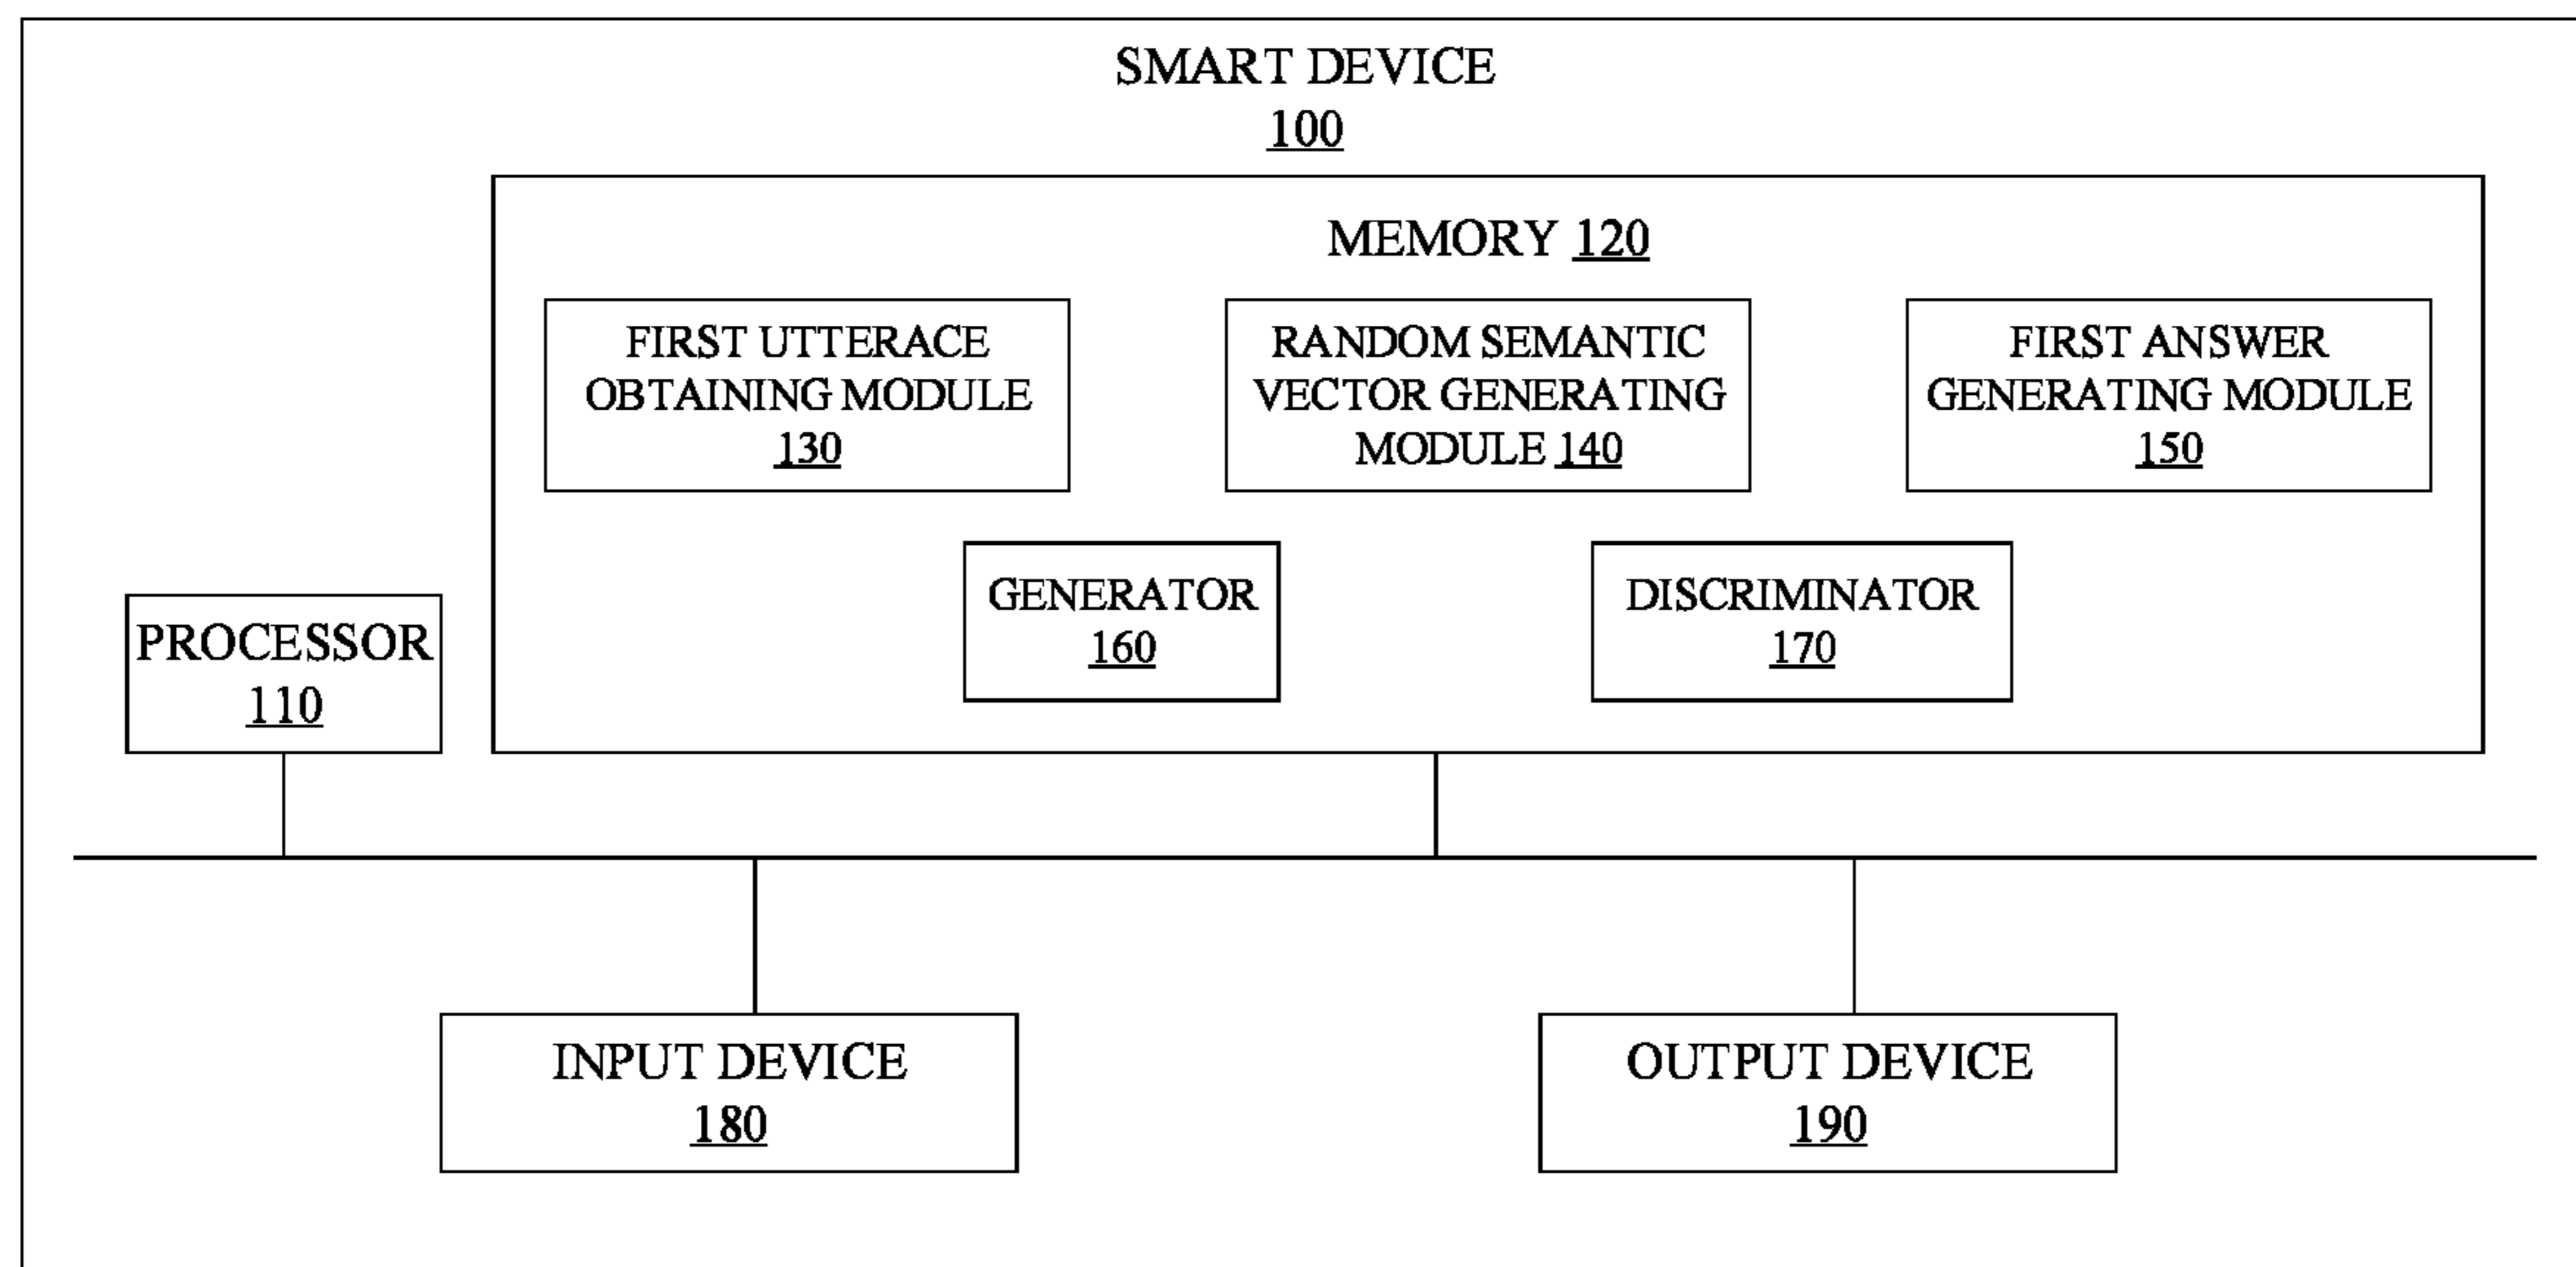 SMART DEVICE
100
MEMORY 120
FIRST UTTERACE
OBTAINING MODULE
130
RANDOM SEMANTIC
VECTOR GENERATING
MODULE 140
FIRST ANSWER
GENERATING MODULE
150
GENERATOR
160
DISCRIMINATOR
170
PROCESSOR
110
INPUT DEVICE
180
OUTPUT DEVICE
190